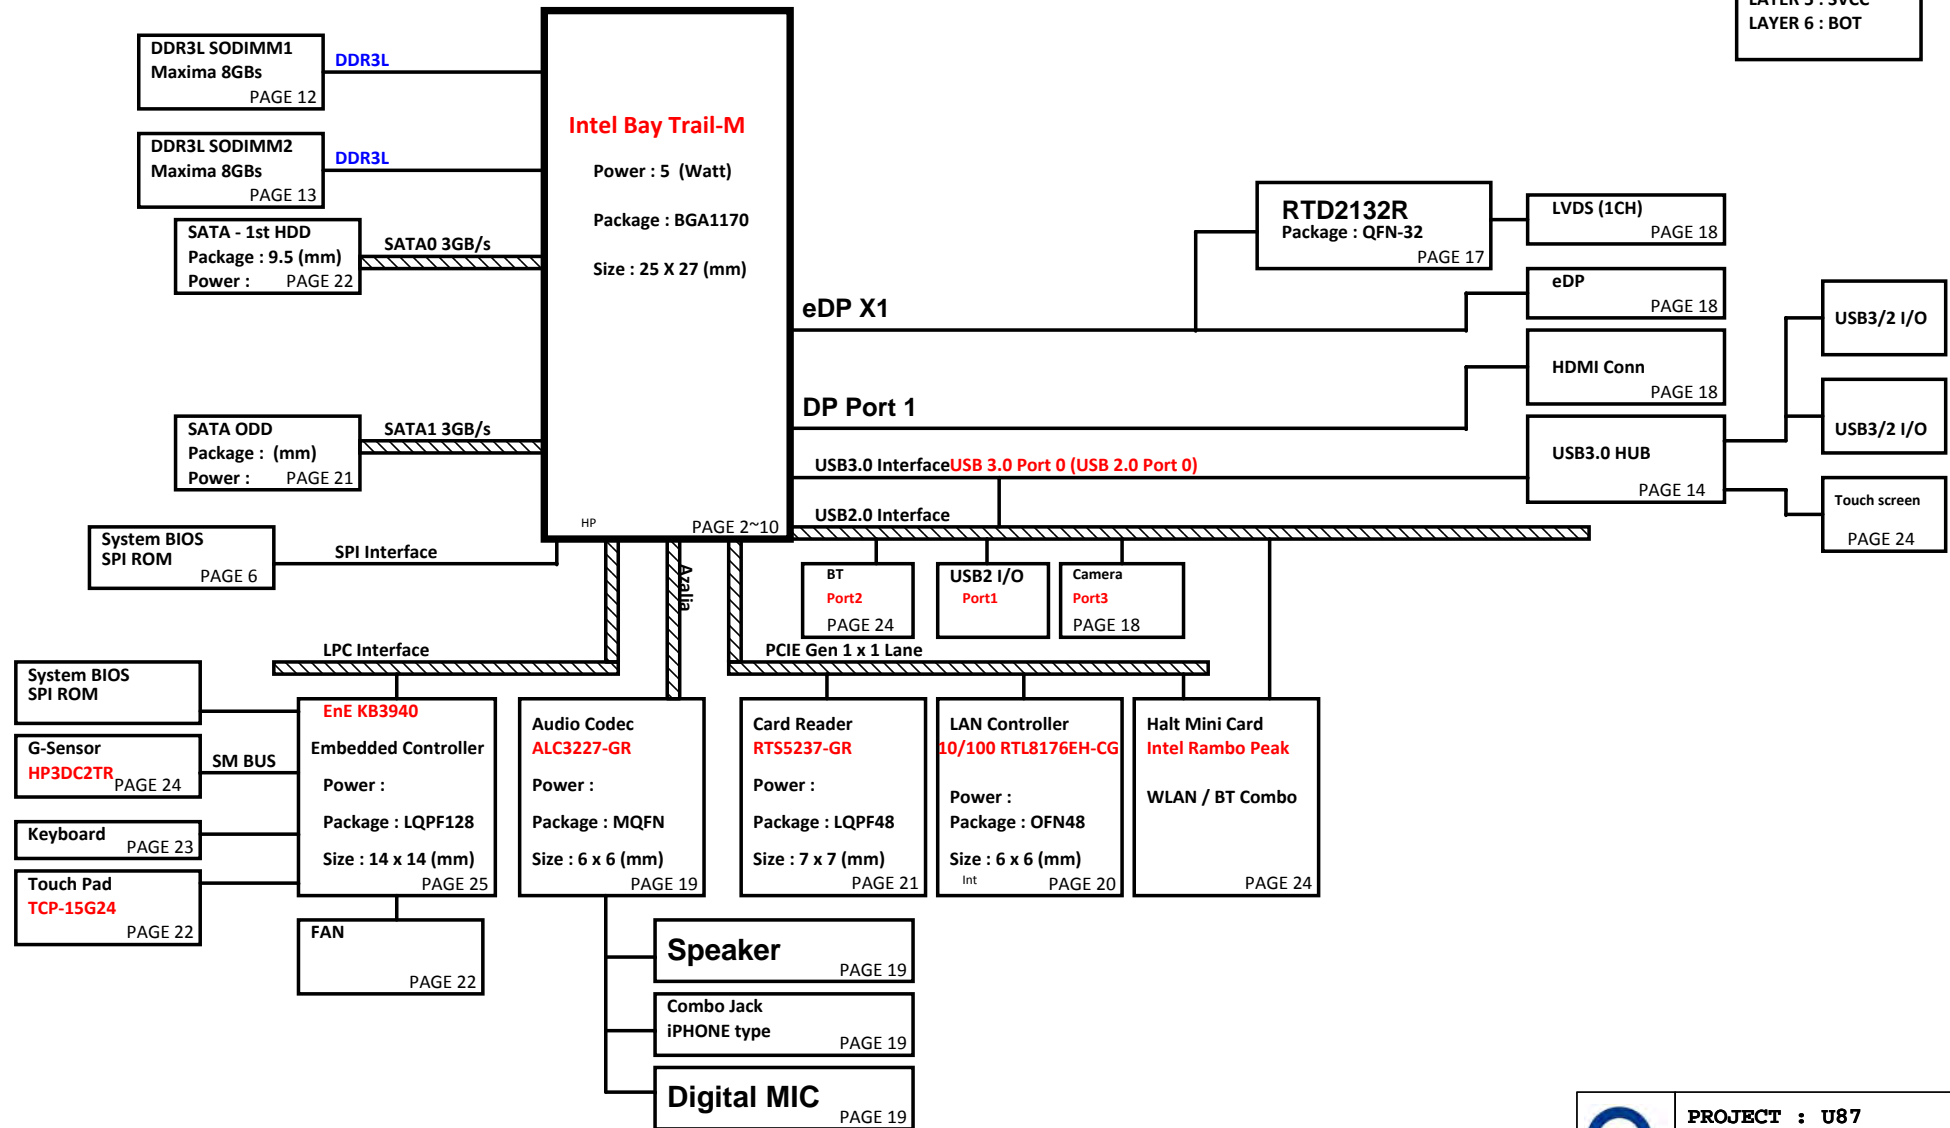 LAYER 6 : BOT
DDR3L SODIMM1
Maxima 8GBs
PAGE 12
DDR3L
DDR3L SODIMM2
Maxima 8GBs
PAGE 13
DDR3L
SATA - 1st HDD
Package : 9.5 (mm)
Power : PAGE 22
SATA0 3GB/s
SATA ODD
Package : (mm)
Power : PAGE 21
SATA1 3GB/s
System BIOS
SPI ROM
PAGE 6
SPI Interface
Intel Bay Trail-M
Power : 5 (Watt)
Package : BGA1170
Size : 25 X 27 (mm)
HP
PAGE 2~10
eDP X1
DP Port 1
USB3.0 Interface USB 3.0 Port 0 (USB 2.0 Port 0)
USB2.0 Interface
RTD2132R
Package : QFN-32
PAGE 17
LVDS (1CH)
PAGE 18
eDP
PAGE 18
HDMI Conn
PAGE 18
USB3.0 HUB
PAGE 14
USB3/2 I/O
USB3/2 I/O
Touch screen
PAGE 24
BT
Port2
PAGE 24
USB2 I/O
Port1
Camera
Port3
PAGE 18
Azalia
LPC Interface
PCIE Gen 1 x 1 Lane
System BIOS
SPI ROM
G-Sensor
HP3DC2TR
PAGE 24
SM BUS
Keyboard
PAGE 23
Touch Pad
TCP-15G24
PAGE 22
EnE KB3940
Embedded Controller
Power :
Package : LQPF128
Size : 14 x 14 (mm)
PAGE 25
FAN
PAGE 22
Audio Codec
ALC3227-GR
Power :
Package : MQFN
Size : 6 x 6 (mm)
PAGE 19
Card Reader
RTS5237-GR
Power :
Package : LQPF48
Size : 7 x 7 (mm)
PAGE 21
LAN Controller
10/100 RTL8176EH-CG
Power :
Package : OFN48
Size : 6 x 6 (mm)
Int
PAGE 20
Halt Mini Card
Intel Rambo Peak
WLAN / BT Combo
PAGE 24
Speaker
PAGE 19
Combo Jack
iPHONE type
PAGE 19
Digital MIC
PAGE 19
PROJECT : U87